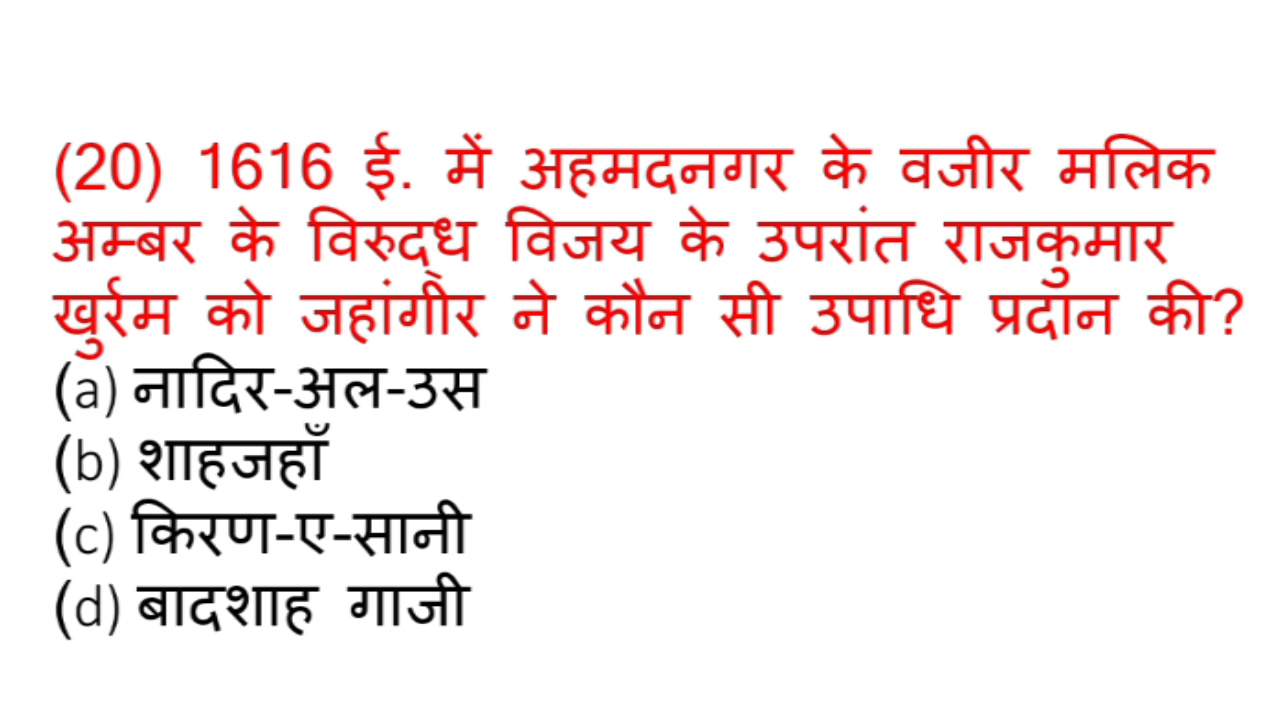 (20) 1616 ई. में अहमदनगर के वजीर मलिक
अम्बर के विरुद्ध विजय के उपरांत राजकुमार
खुर्रम को जहांगीर ने कौन सी उपाधि प्रदान की?
(a) नादिर-अल-उस
(b) शाहजहाँ
(c) किरण-ए-सानी
(d) बादशाह गाजी